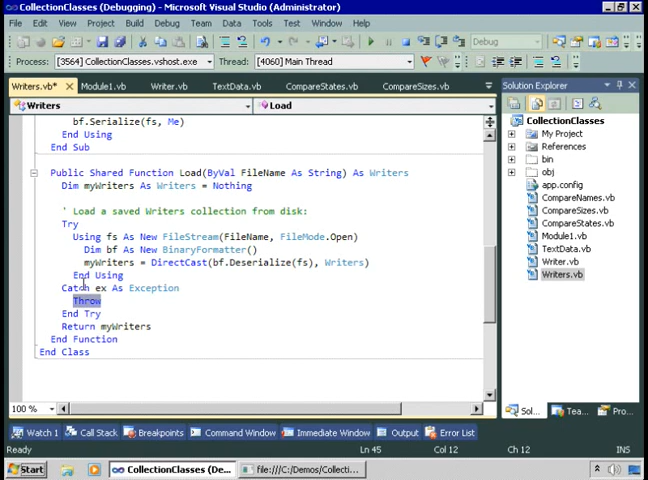 CollectionClasses (Debugging) - Microsoft Visual Studio (Administrator)
File Edit View Project Build Debug Team Data Tools Test Window Help
Debug
Process: [3564] CollectionClasses.vshost.exe Thread: [4060] Main Thread
Writers.vb* Module1.vb Writer.vb TextData.vb CompareStates.vb CompareSizes.vb
Writers Load
bf.Serialize(fs, Me)
End Using
End Sub
Public Shared Function Load(ByVal FileName As String) As Writers
Dim myWriters As Writers = Nothing
' Load a saved Writers collection from disk:
Try
Using fs As New FileStream(FileName, FileMode.Open)
Dim bf As New BinaryFormatter()
myWriters = DirectCast(bf.Deserialize(fs), Writers)
End Using
Catch ex As Exception
Throw
End Try
Return myWriters
End Function
End Class
100 %
Solution Explorer
CollectionClasses
My Project
References
bin
obj
app.config
CompareNames.vb
CompareSizes.vb
CompareStates.vb
Module1.vb
TextData.vb
Writer.vb
Writers.vb
Sol... Tea... Pro...
Watch 1 Call Stack Breakpoints Command Window Immediate Window Output Error List
Ready Ln 45 Col 12 Ch 12 INS
Start CollectionClasses (De... file:///C:/Demos/Collecti...